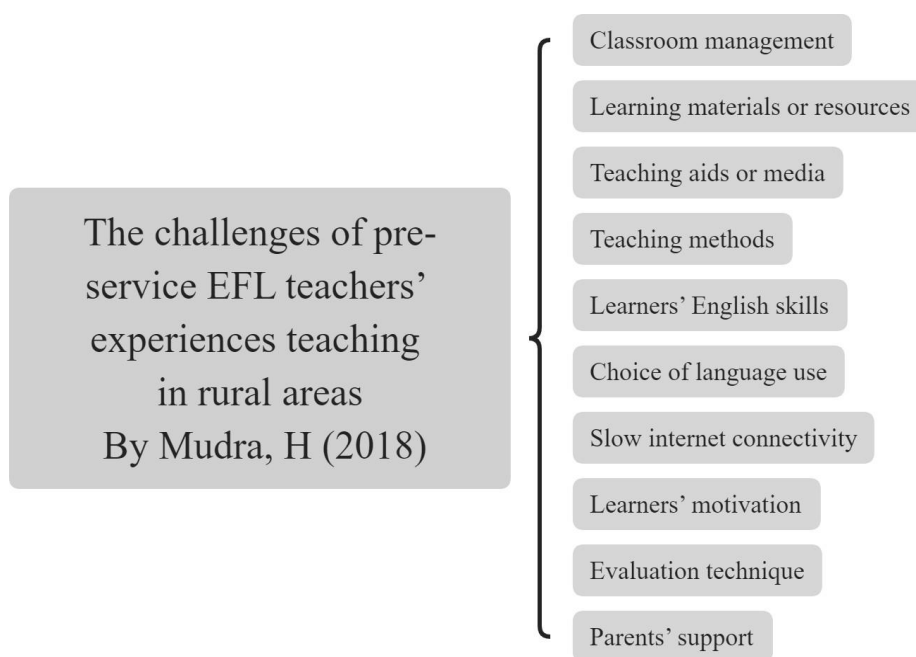 The challenges of pre-
service EFL teachers’
experiences teaching
in rural areas
By Mudra, H (2018)
Classroom management
Learning materials or resources
Teaching aids or media
Teaching methods
Learners’ English skills
Choice of language use
Slow internet connectivity
Learners’ motivation
Evaluation technique
Parents’ support